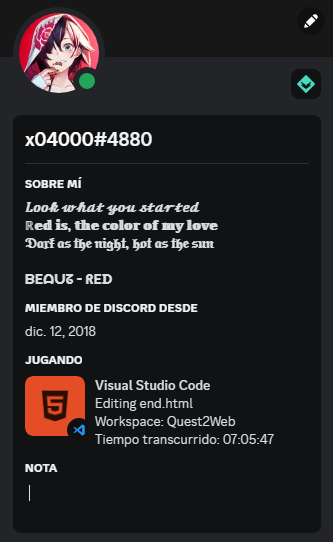 x04000#4880
SOBRE MÍ
𝓛𝓸𝓸𝓴 𝔀𝓱𝓪𝓽 𝔂𝓸𝓾 𝓼𝓽𝓪𝓻𝓽𝓮𝓭
ℝ𝐞𝐝 𝐢𝐬, 𝐭𝐡𝐞 𝐜𝐨𝐥𝐨𝐫 𝐨𝐟 𝐦𝐲 𝐥𝐨𝐯𝐞
𝕯𝖆𝖗𝖐 𝖆𝖘 𝖙𝖍𝖊 𝖓𝖎𝖌𝖍𝖙, 𝖍𝖔𝖙 𝖆𝖘 𝖙𝖍𝖊 𝖘𝖚𝖓
BEAUZ - RED
MIEMBRO DE DISCORD DESDE
dic. 12, 2018
JUGANDO
Visual Studio Code
Editing end.html
Workspace: Quest2Web
Tiempo transcurrido: 07:05:47
NOTA